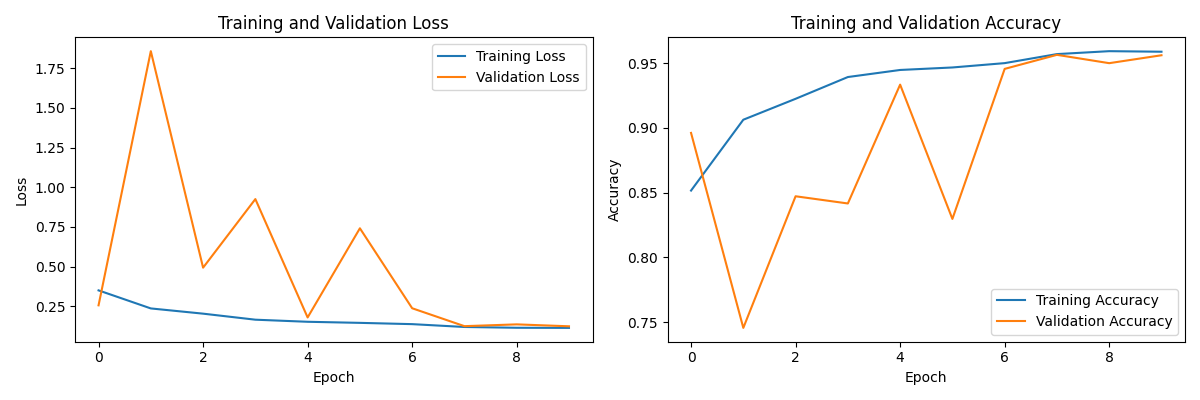 Training and Validation Loss
Training Loss
Validation Loss
1.75
1.50
1.25
1.00
0.75
0.50
0.25
Loss
0 2 4 6 8
Epoch
Training and Validation Accuracy
0.95
0.90
0.85
0.80
0.75
Accuracy
Training Accuracy
Validation Accuracy
0 2 4 6 8
Epoch